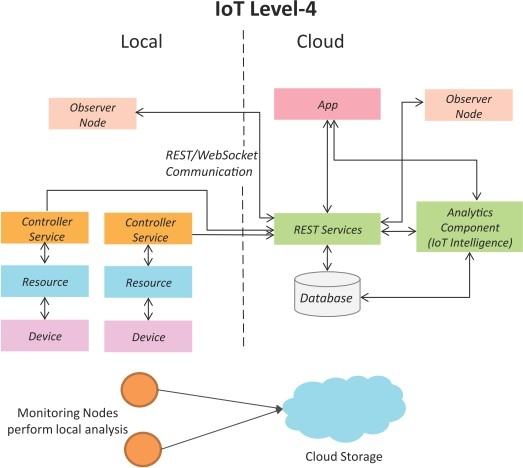 IoT Level-4
Local
Cloud
Observer
Node
App
Observer
Node
REST/WebSocket
Communication
Controller
Service
Controller
Service
REST Services
Analytics
Component
(IoT Intelligence)
Resource
Resource
Database
Device
Device
Monitoring Nodes
perform local analysis
Cloud Storage